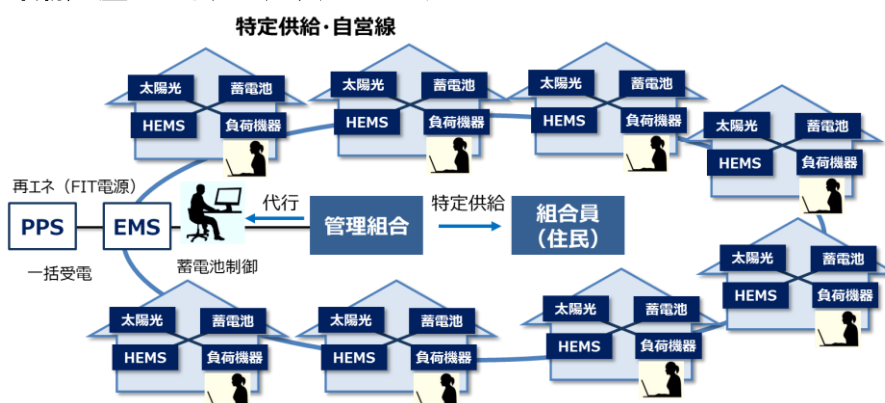 特定供給・自営線
太陽光 蓄電池
HEMS 負荷機器
太陽光 蓄電池
HEMS 負荷機器
太陽光 蓄電池
HEMS 負荷機器
太陽光 蓄電池
HEMS 負荷機器
再エネ（FIT電源）
PPS
EMS
代行
管理組合
特定供給
組合員
（住民）
一括受電
蓄電池制御
太陽光 蓄電池
HEMS 負荷機器
太陽光 蓄電池
HEMS 負荷機器
太陽光 蓄電池
HEMS 負荷機器
太陽光 蓄電池
HEMS 負荷機器